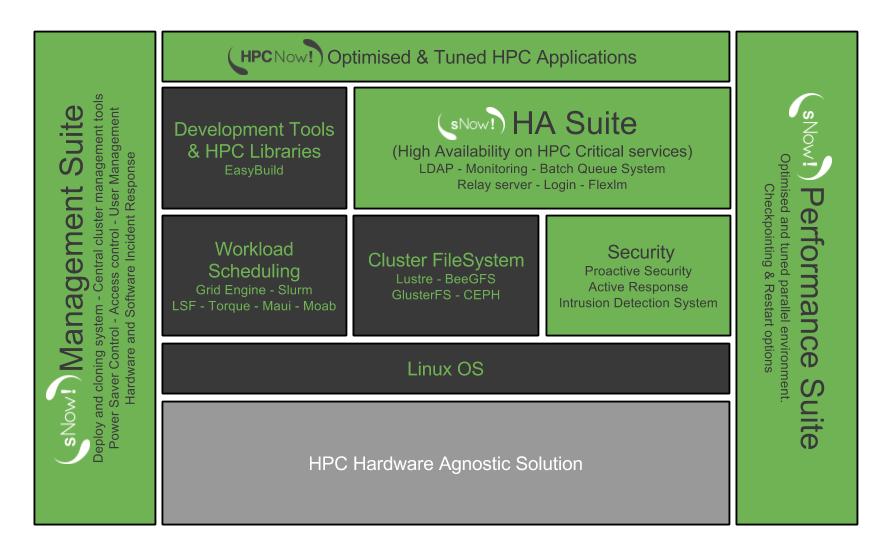 sNow! Management Suite
Deploy and cloning system - Central cluster management tools
Power Saver Control - Access control - User Management
Hardware and Software Incident Response
HPCNow! Optimised & Tuned HPC Applications
Development Tools
& HPC Libraries
EasyBuild
sNow! HA Suite
(High Availability on HPC Critical services)
LDAP - Monitoring - Batch Queue System
Relay server - Login - Flexlm
Workload
Scheduling
Grid Engine - Slurm
LSF - Torque - Maui - Moab
Cluster FileSystem
Lustre - BeeGFS
GlusterFS - CEPH
Security
Proactive Security
Active Response
Intrusion Detection System
Linux OS
HPC Hardware Agnostic Solution
sNow! Performance Suite
Optimised and tuned parallel environment.
Checkpointing & Restart options